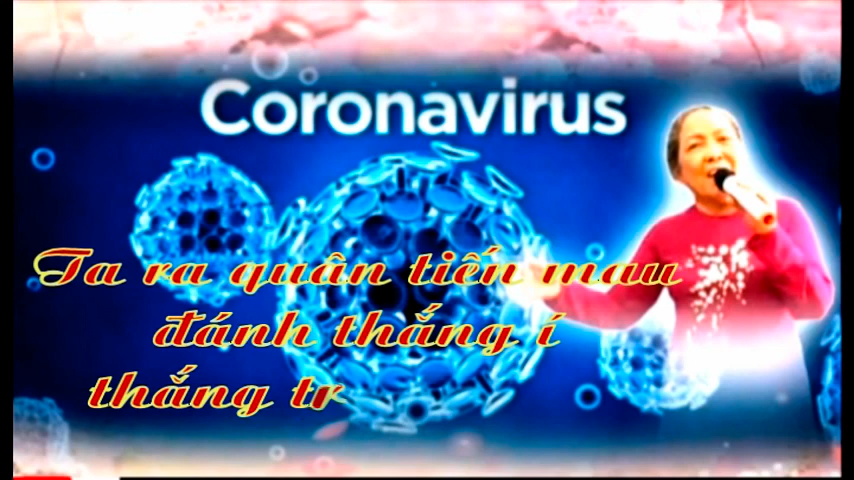 Coronavirus
Ta ra quân tiến mau
đánh thắng í
thắng tr